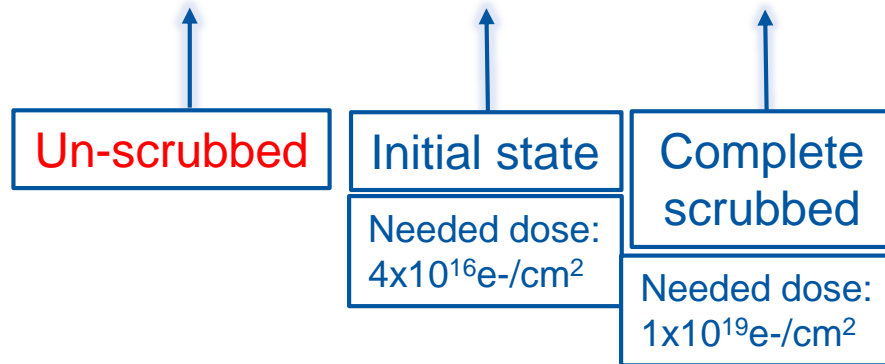 Un-scrubbed
Initial state
Needed dose:
4x10¹⁶e-/cm²
Complete
scrubbed
Needed dose:
1x10¹⁹e-/cm²